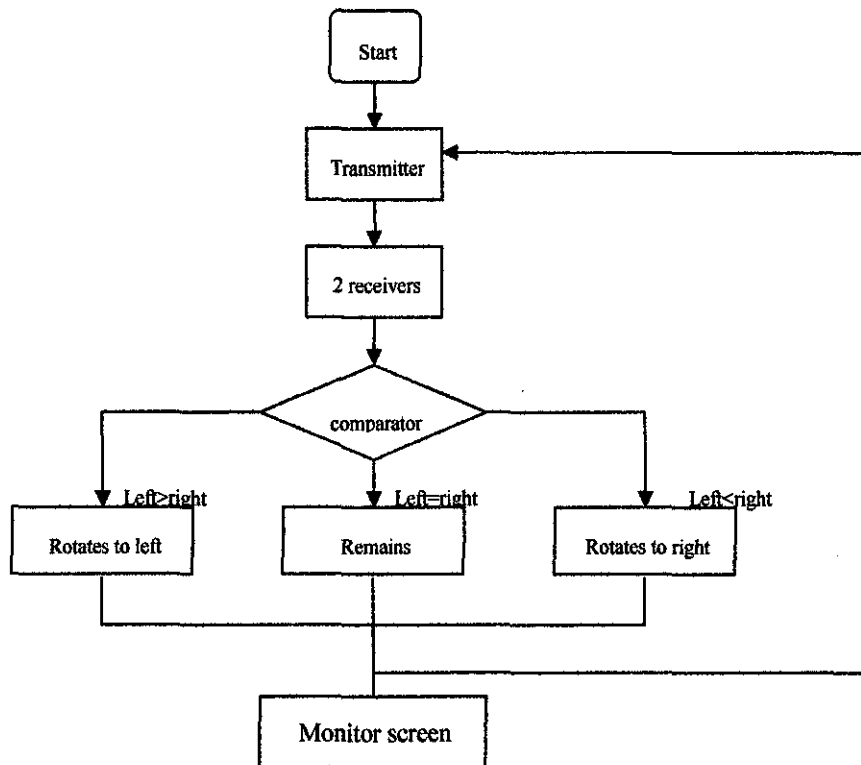 Start
Transmitter
2 receivers
comparator
Left>right
Left=right
Left<right
Rotates to left
Remains
Rotates to right
Monitor screen